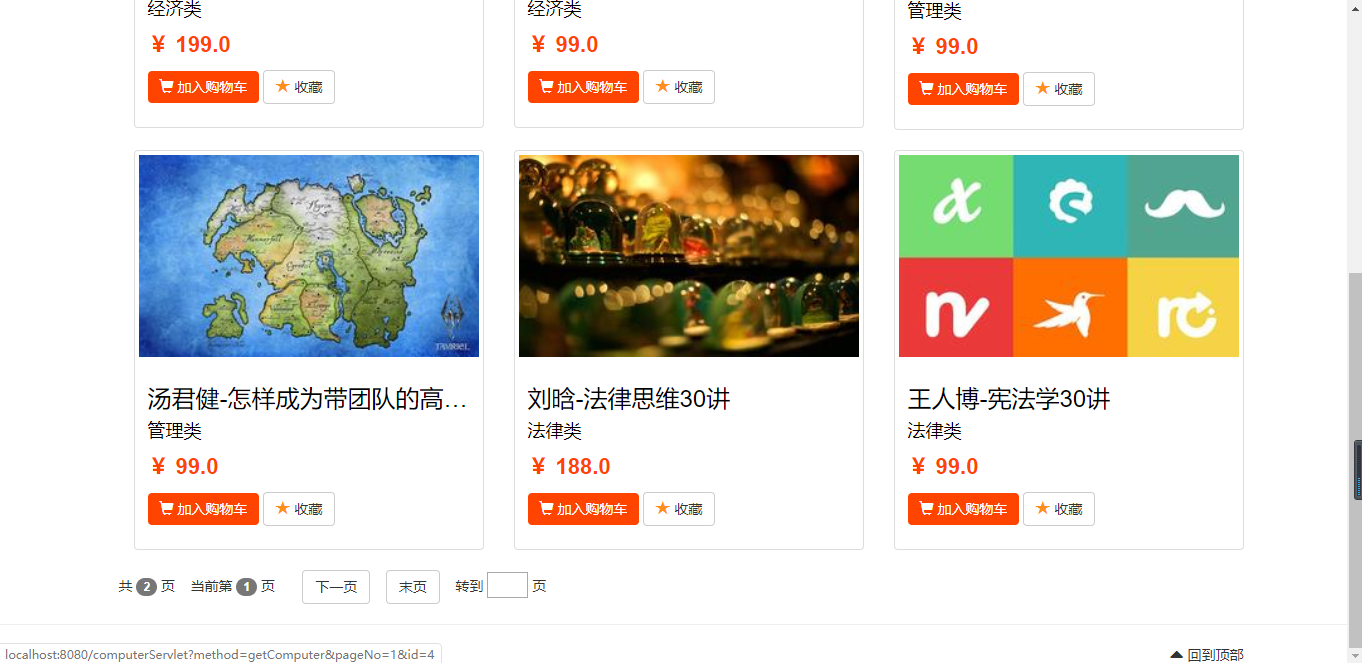 经济类 经济类 管理类
¥ 199.0 ¥ 99.0 ¥ 99.0
加入购物车 收藏 加入购物车 收藏 加入购物车 收藏
Skyrim
Hammerfell
Cyrodiil
TAMRIEL
汤君健-怎样成为带团队的高… 刘晗-法律思维30讲 王人博-宪法学30讲
管理类 法律类 法律类
¥ 99.0 ¥ 188.0 ¥ 99.0
加入购物车 收藏 加入购物车 收藏 加入购物车 收藏
共 2 页 当前第 1 页 下一页 末页 转到 页
localhost:8080/computerServlet?method=getComputer&pageNo=1&id=4 回到顶部